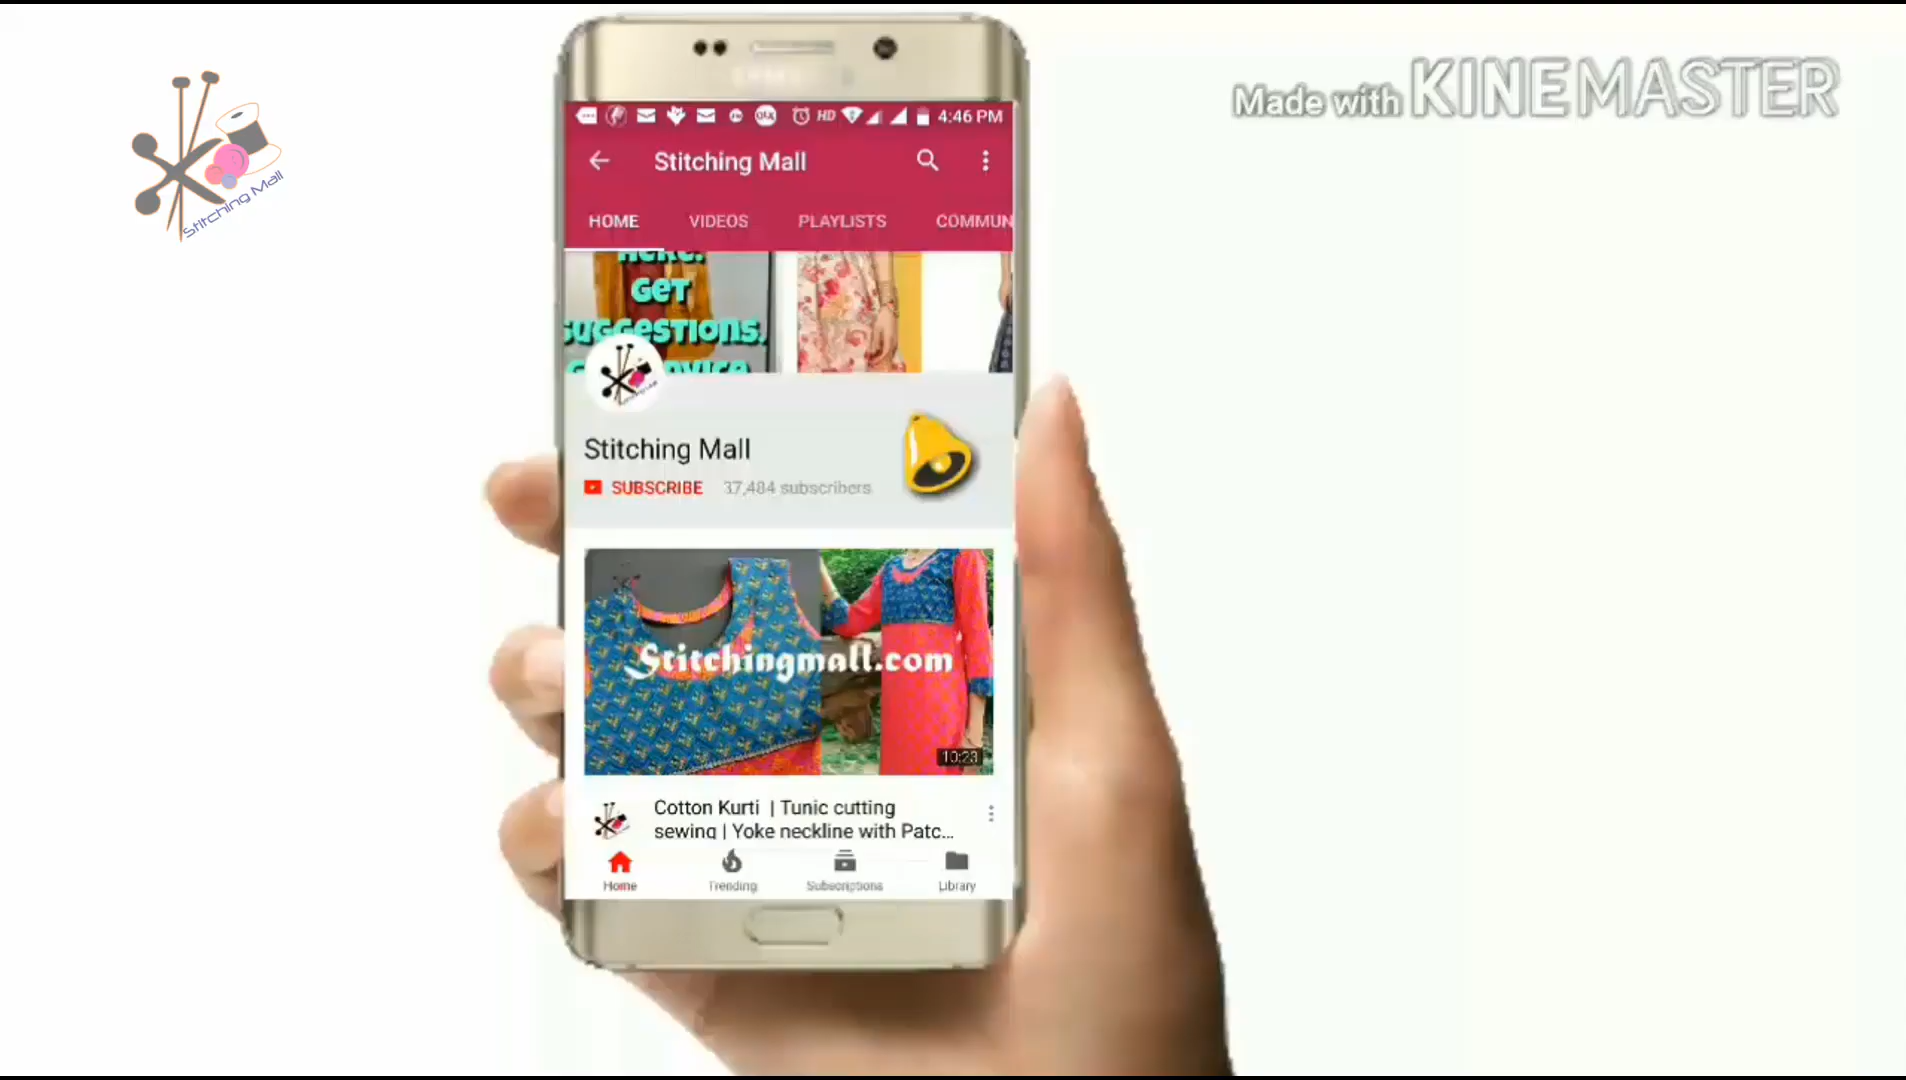 Made with KINEMASTER
Stitching Mall
HD 4:46 PM
Stitching Mall
HOME VIDEOS PLAYLISTS COMMUN
GET
SUGGESTIONS.
Stitching Mall
SUBSCRIBE 37,484 subscribers
Stitchingmall.com
10:23
Cotton Kurti | Tunic cutting
sewing | Yoke neckline with Patc...
Home Trending Subscriptions Library